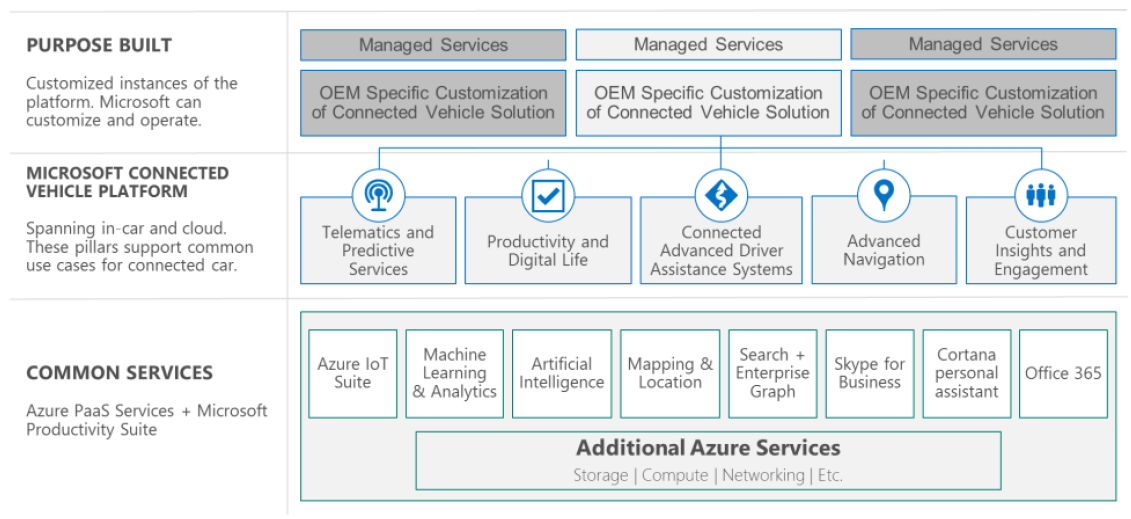 PURPOSE BUILT
Customized instances of the
platform. Microsoft can
customize and operate.
Managed Services
Managed Services
Managed Services
OEM Specific Customization
of Connected Vehicle Solution
OEM Specific Customization
of Connected Vehicle Solution
OEM Specific Customization
of Connected Vehicle Solution
MICROSOFT CONNECTED
VEHICLE PLATFORM
Spanning in-car and cloud.
These pillars support common
use cases for connected car.
Telematics and
Predictive
Services
Productivity and
Digital Life
Connected
Advanced Driver
Assistance Systems
Advanced
Navigation
Customer
Insights and
Engagement
COMMON SERVICES
Azure PaaS Services + Microsoft
Productivity Suite
Azure IoT
Suite
Machine
Learning
& Analytics
Artificial
Intelligence
Mapping &
Location
Search +
Enterprise
Graph
Skype for
Business
Cortana
personal
assistant
Office 365
Additional Azure Services
Storage | Compute | Networking | Etc.